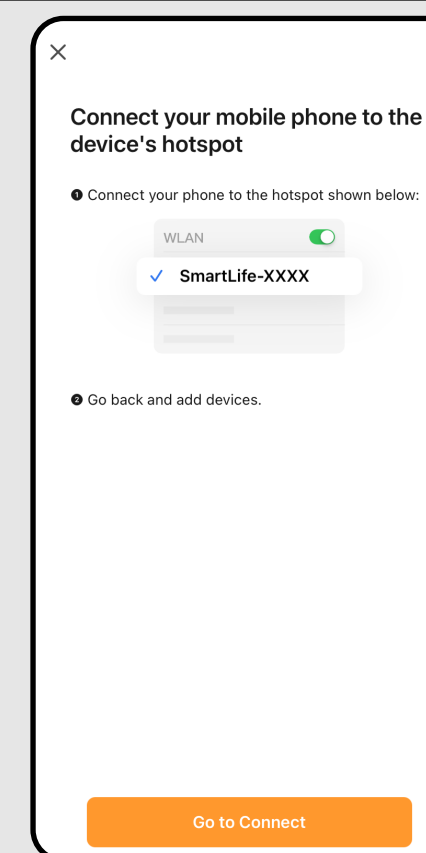 Connect your mobile phone to the
device's hotspot
❶ Connect your phone to the hotspot shown below:
WLAN
SmartLife-XXXX
❷ Go back and add devices.
Go to Connect